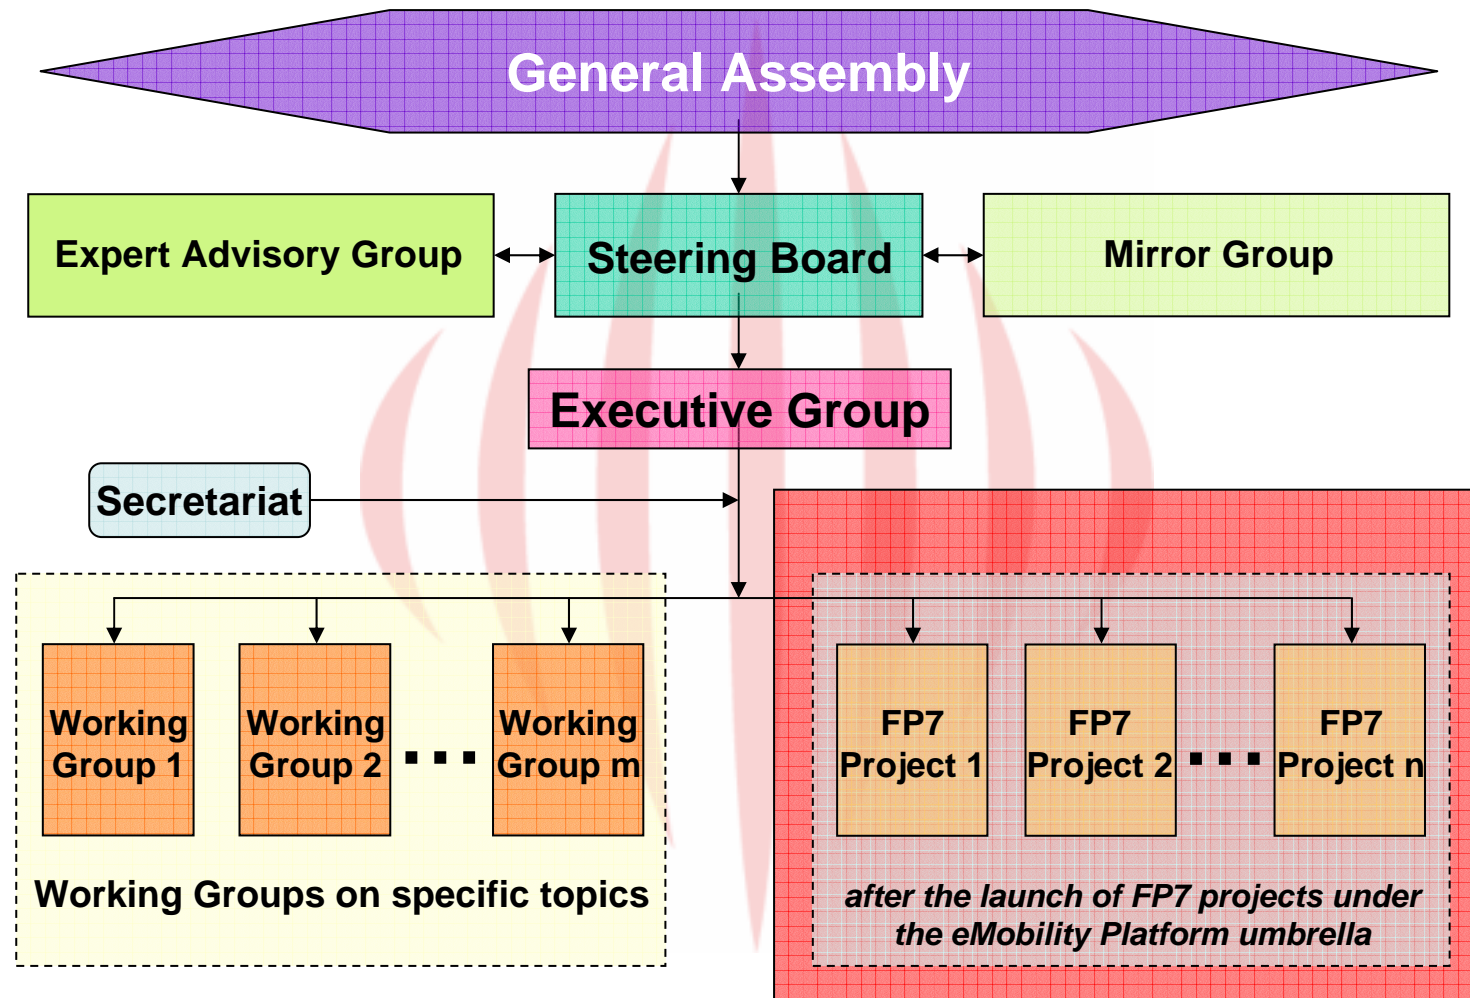 General Assembly
Expert Advisory Group
Steering Board
Mirror Group
Executive Group
Secretariat
Working
Group 1
Working
Group 2
...
Working
Group m
FP7
Project 1
FP7
Project 2
...
FP7
Project n
Working Groups on specific topics
after the launch of FP7 projects under
the eMobility Platform umbrella